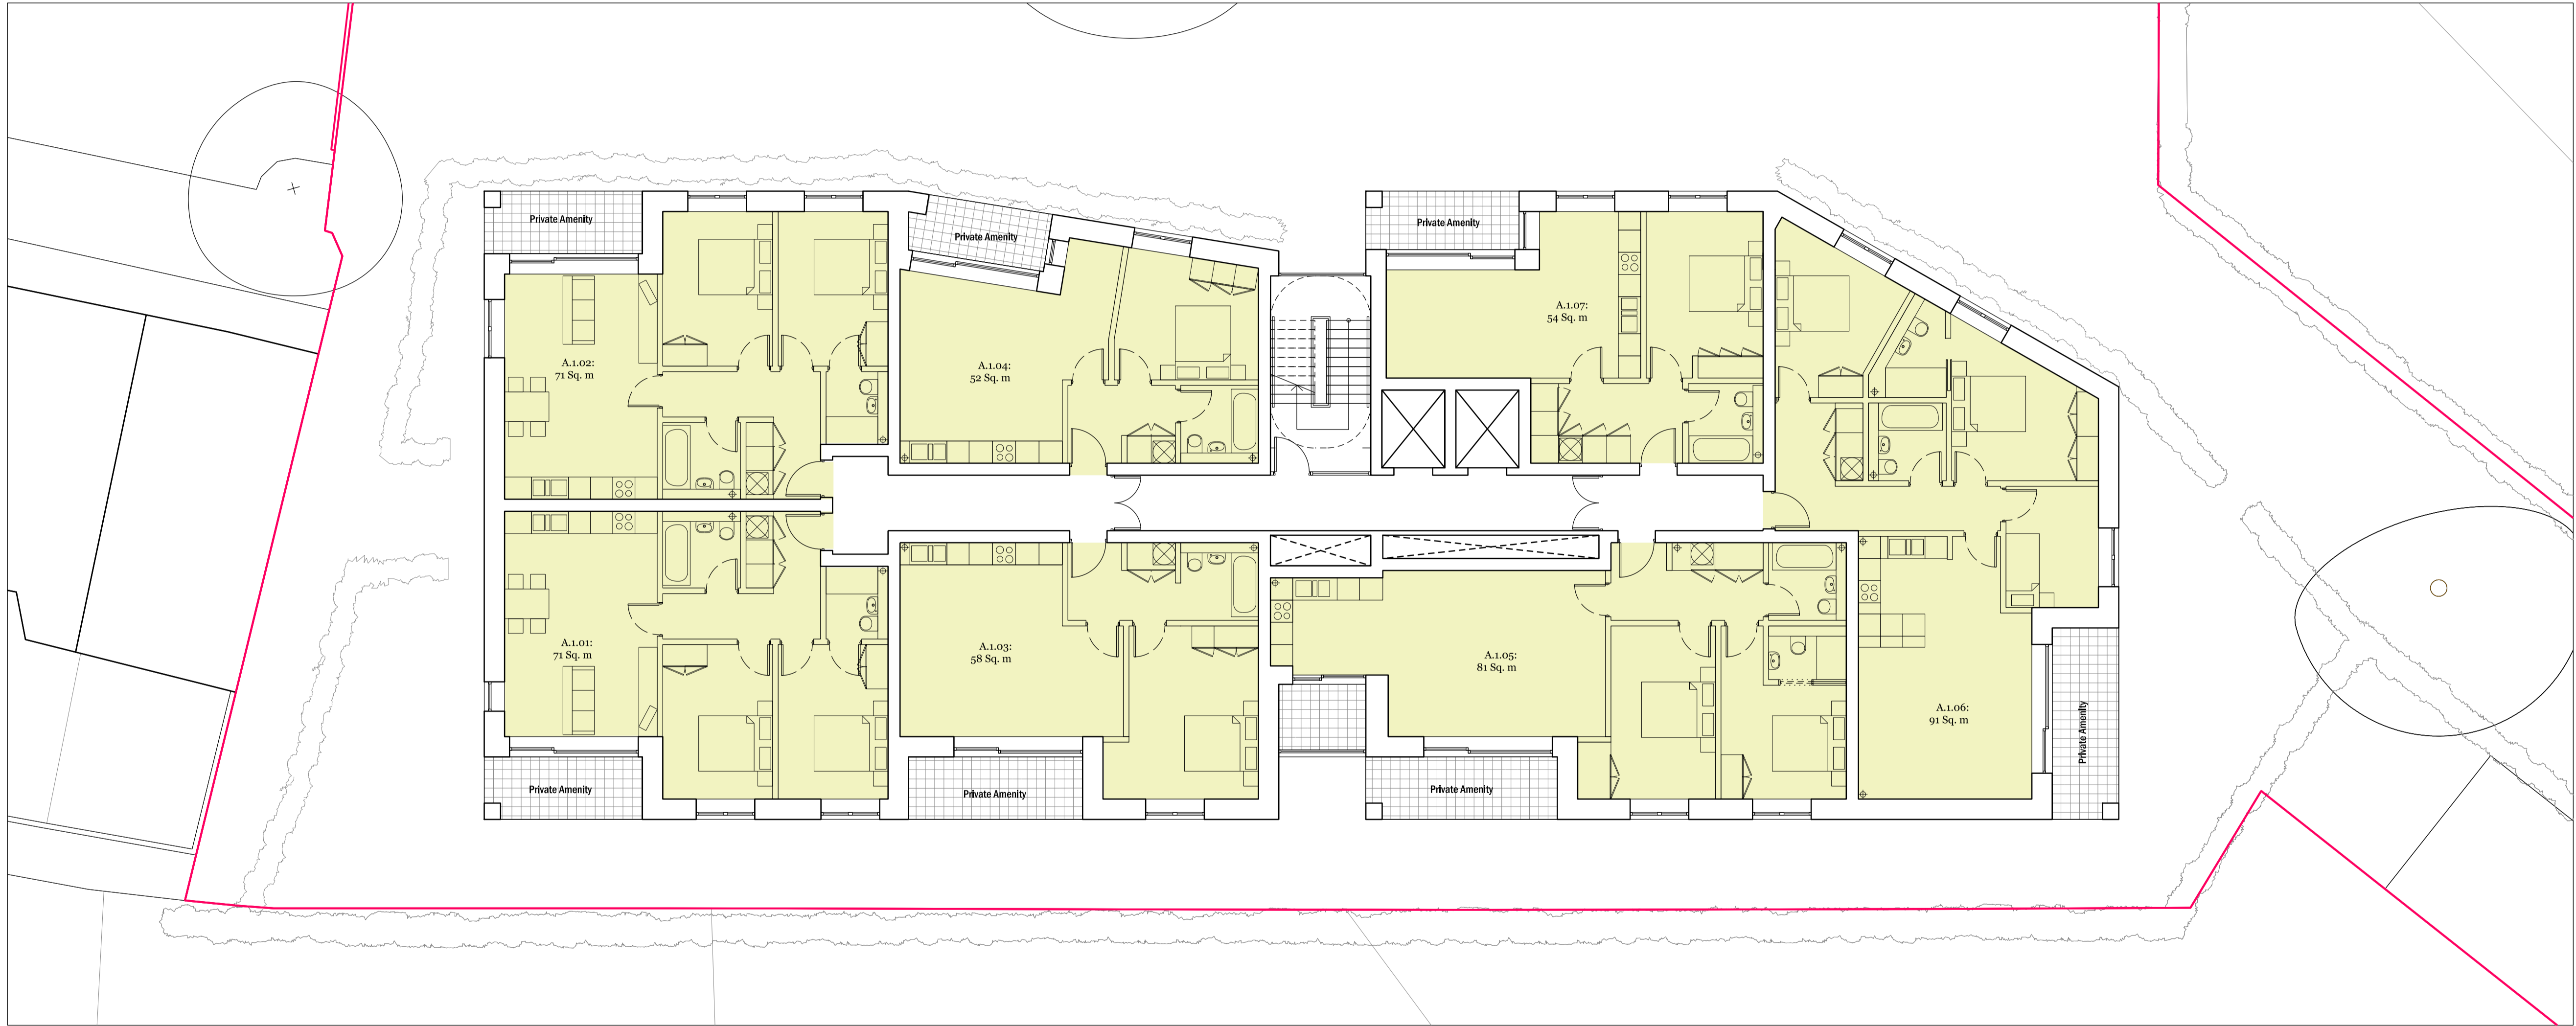 Private Amenity
Private Amenity
Private Amenity
A.1.02:
71 Sq. m
A.1.04:
52 Sq. m
A.1.07:
54 Sq. m
A.1.01:
71 Sq. m
A.1.03:
58 Sq. m
A.1.05:
81 Sq. m
A.1.06:
91 Sq. m
Private Amenity
Private Amenity
Private Amenity
Private Amenity